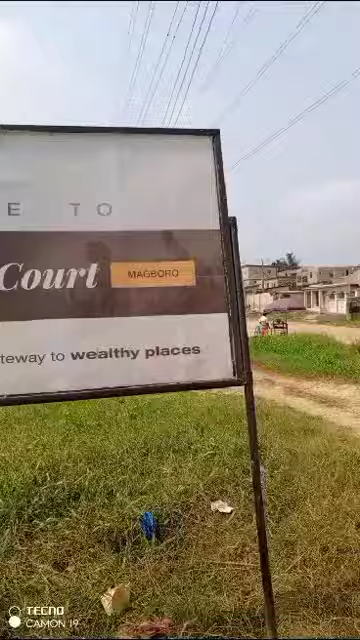 E TO
Court MAGBORO
teway to wealthy places
TECNO
CAMON 19